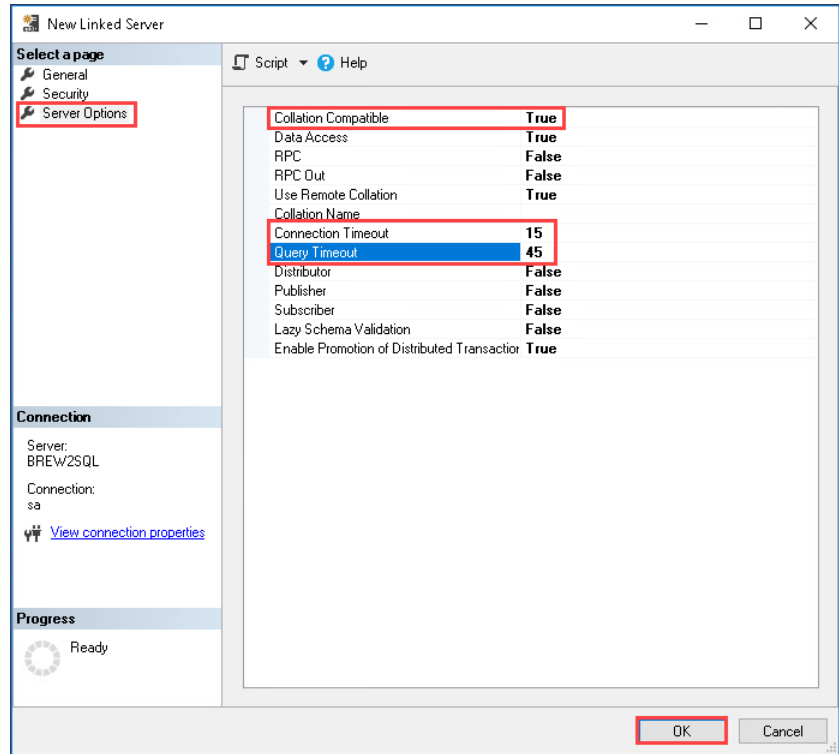 New Linked Server
Select a page
General
Security
Server Options
Script Help
Collation Compatible True
Data Access True
RPC False
RPC Out False
Use Remote Collation True
Collation Name
Connection Timeout 15
Query Timeout 45
Distributor False
Publisher False
Subscriber False
Lazy Schema Validation False
Enable Promotion of Distributed Transaction True
Connection
Server:
BREW2SQL
Connection:
sa
View connection properties
Progress
Ready
OK Cancel